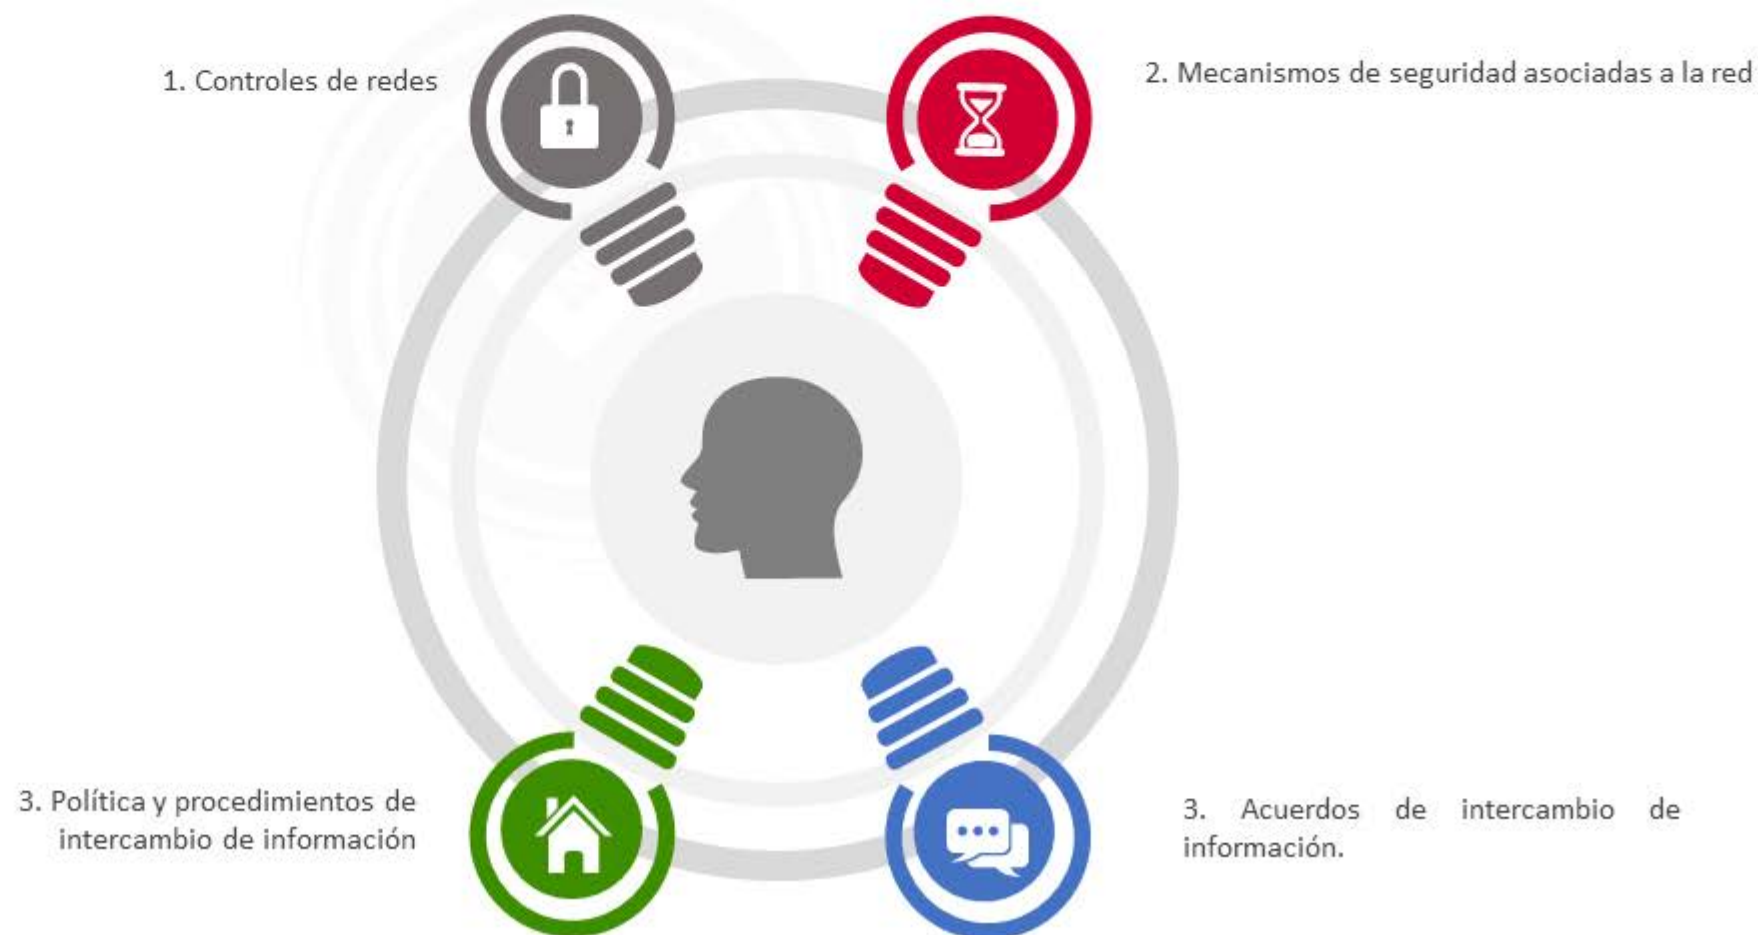 1. Controles de redes
2. Mecanismos de seguridad asociadas a la red
3. Política y procedimientos de
intercambio de información
3. Acuerdos de intercambio de
información.